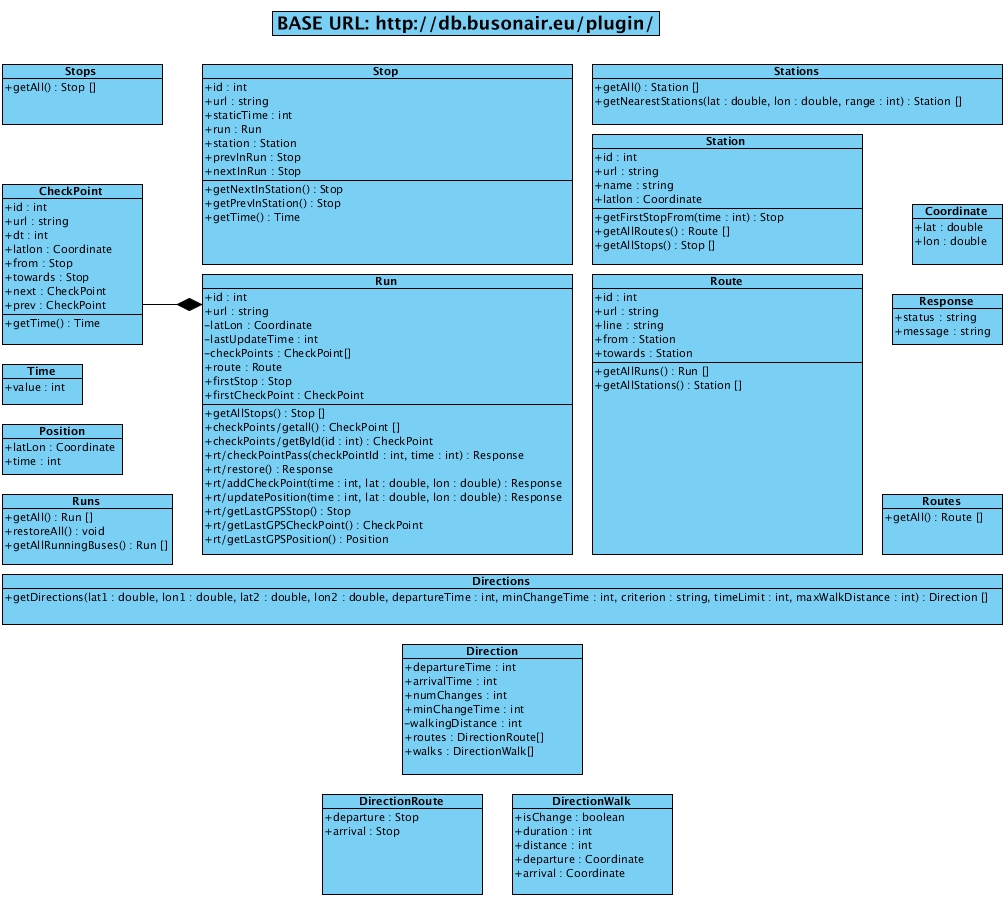 BASE URL: http://db.busonair.eu/plugin/
Stops
+getAll() : Stop []
Stop
+id : int
+url : string
+staticTime : int
+run : Run
+station : Station
+prevInRun : Stop
+nextInRun : Stop
+getNextInStation() : Stop
+getPrevInStation() : Stop
+getTime() : Time
Stations
+getAll() : Station []
+getNearestStations(lat : double, lon : double, range : int) : Station []
Station
+id : int
+url : string
+name : string
+latlon : Coordinate
+getFirstStopFrom(time : int) : Stop
+getAllRoutes() : Route []
+getAllStops() : Stop []
CheckPoint
+id : int
+url : string
+dt : int
+latlon : Coordinate
+from : Stop
+towards : Stop
+next : CheckPoint
+prev : CheckPoint
+getTime() : Time
Coordinate
+lat : double
+lon : double
Run
+id : int
+url : string
-latLon : Coordinate
-lastUpdateTime : int
-checkPoints : CheckPoint[]
+route : Route
+firstStop : Stop
+firstCheckPoint : CheckPoint
+getAllStops() : Stop []
+checkPoints/getall() : CheckPoint []
+checkPoints/getById(id : int) : CheckPoint
+rt/checkPointPass(checkPointId : int, time : int) : Response
+rt/restore() : Response
+rt/addCheckPoint(time : int, lat : double, lon : double) : Response
+rt/updatePosition(time : int, lat : double, lon : double) : Response
+rt/getLastGPSStop() : Stop
+rt/getLastGPSCheckPoint() : CheckPoint
+rt/getLastGPSPosition() : Position
Route
+id : int
+url : string
+line : string
+from : Station
+towards : Station
+getAllRuns() : Run []
+getAllStations() : Station []
Response
+status : string
+message : string
Time
+value : int
Position
+latLon : Coordinate
+time : int
Runs
+getAll() : Run []
+restoreAll() : void
+getAllRunningBuses() : Run []
Routes
+getAll() : Route []
Directions
+getDirections(lat1 : double, lon1 : double, lat2 : double, lon2 : double, departureTime : int, minChangeTime : int, criterion : string, timeLimit : int, maxWalkDistance : int) : Direction []
Direction
+departureTime : int
+arrivalTime : int
+numChanges : int
+minChangeTime : int
-walkingDistance : int
+routes : DirectionRoute[]
+walks : DirectionWalk[]
DirectionRoute
+departure : Stop
+arrival : Stop
DirectionWalk
+isChange : boolean
+duration : int
+distance : int
+departure : Coordinate
+arrival : Coordinate